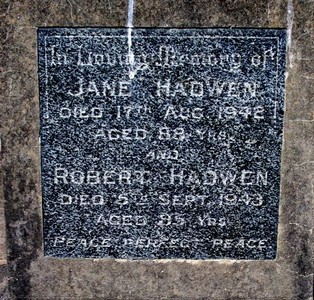 In Loving Memory of
JANE HADWEN
DIED 17TH AUG. 1942
AGED 88 YRS.
AND
ROBERT HADWEN
DIED 5TH SEPT. 1943
AGED 85 YRS.
PEACE, PERFECT PEACE